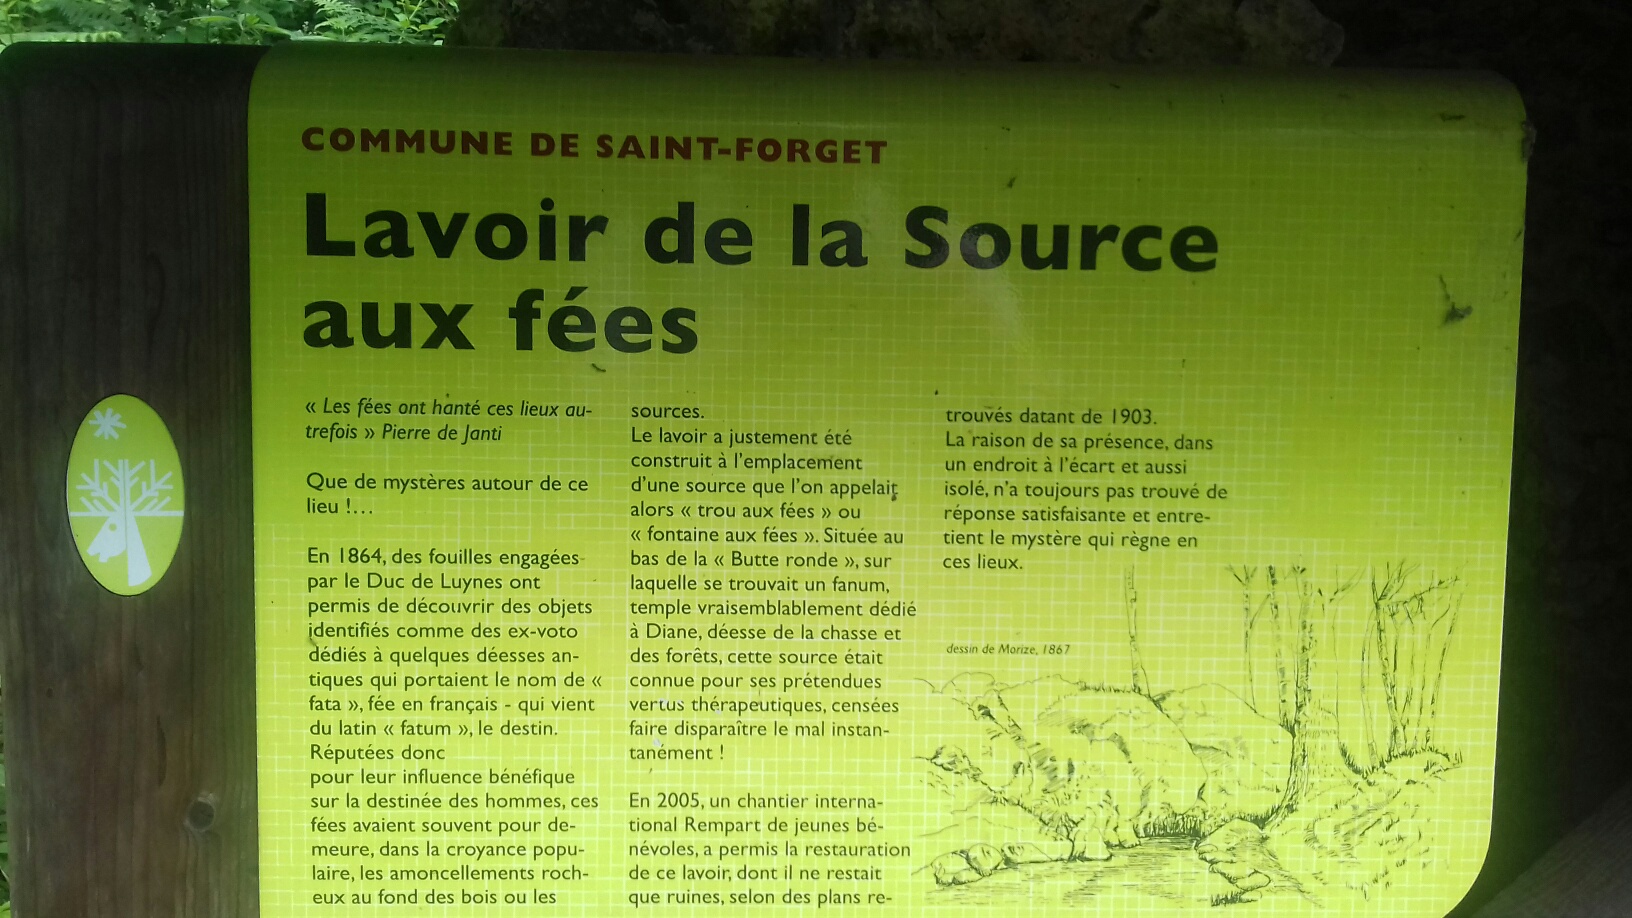 COMMUNE DE SAINT-FORGET
Lavoir de la Source
aux fées
« Les fées ont hanté ces lieux au-
trefois » Pierre de Janti
Que de mystères autour de ce
lieu !...
En 1864, des fouilles engagées
par le Duc de Luynes ont
permis de découvrir des objets
identifiés comme des ex-voto
dédiés à quelques déesses an-
tiques qui portaient le nom de «
fata », fée en français - qui vient
du latin « fatum », le destin.
Réputées donc
pour leur influence bénéfique
sur la destinée des hommes, ces
fées avaient souvent pour de-
meure, dans la croyance popu-
laire, les amoncellements roch-
eux au fond des bois ou les
sources.
Le lavoir a justement été
construit à l'emplacement
d'une source que l'on appelait
alors « trou aux fées » ou
« fontaine aux fées ». Située au
bas de la « Butte ronde », sur
laquelle se trouvait un fanum,
temple vraisemblablement dédié
à Diane, déesse de la chasse et
des forêts, cette source était
connue pour ses prétendues
vertus thérapeutiques, censées
faire disparaître le mal instan-
tanément !
En 2005, un chantier interna-
tional Rempart de jeunes bé-
névoles, a permis la restauration
de ce lavoir, dont il ne restait
que ruines, selon des plans re-
trouvés datant de 1903.
La raison de sa présence, dans
un endroit à l'écart et aussi
isolé, n'a toujours pas trouvé de
réponse satisfaisante et entre-
tient le mystère qui règne en
ces lieux.
dessin de Morize, 1867